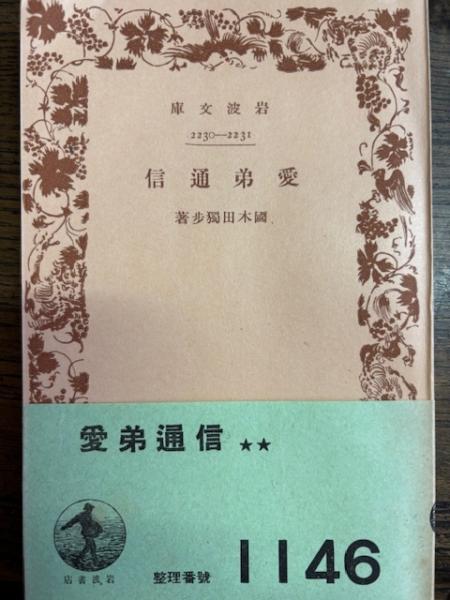 岩波文庫
2230—2231
愛弟通信
國木田獨歩著
愛弟通信 ★★
岩波書店
整理番號 1146